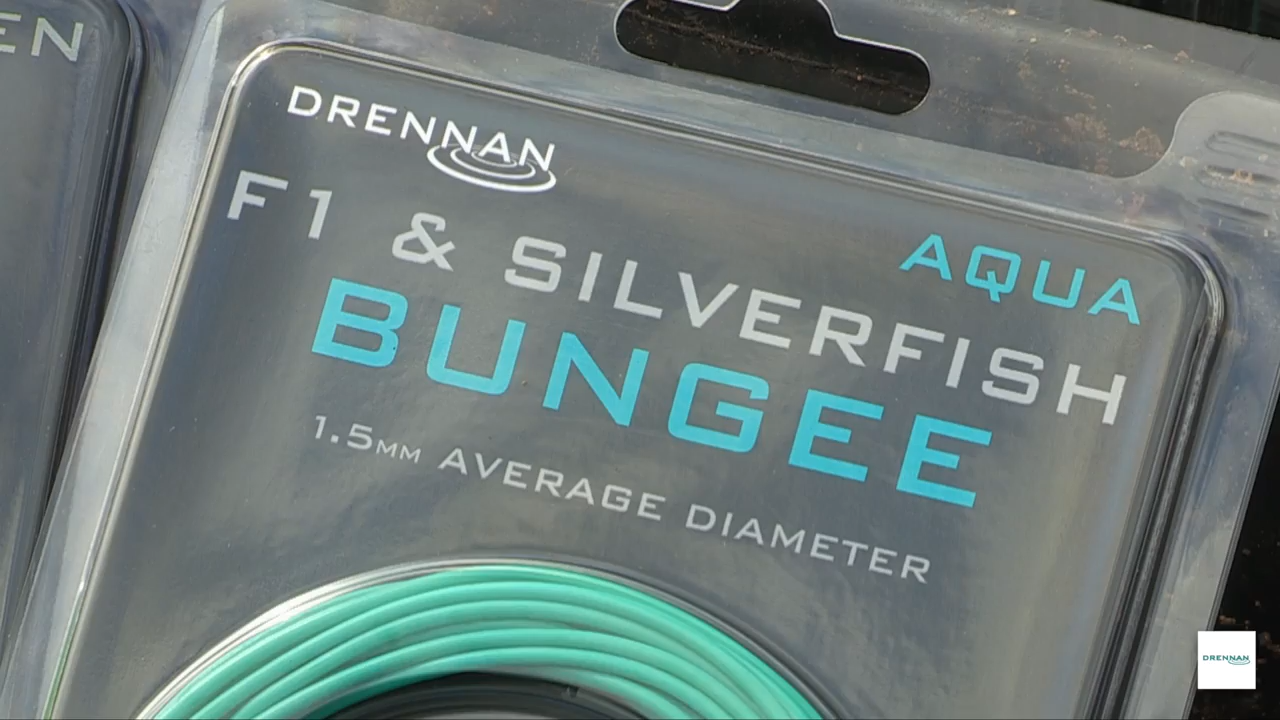 DRENNAN
AQUA
F1 & SILVERFISH
BUNGEE
1.5MM AVERAGE DIAMETER
DRENNAN